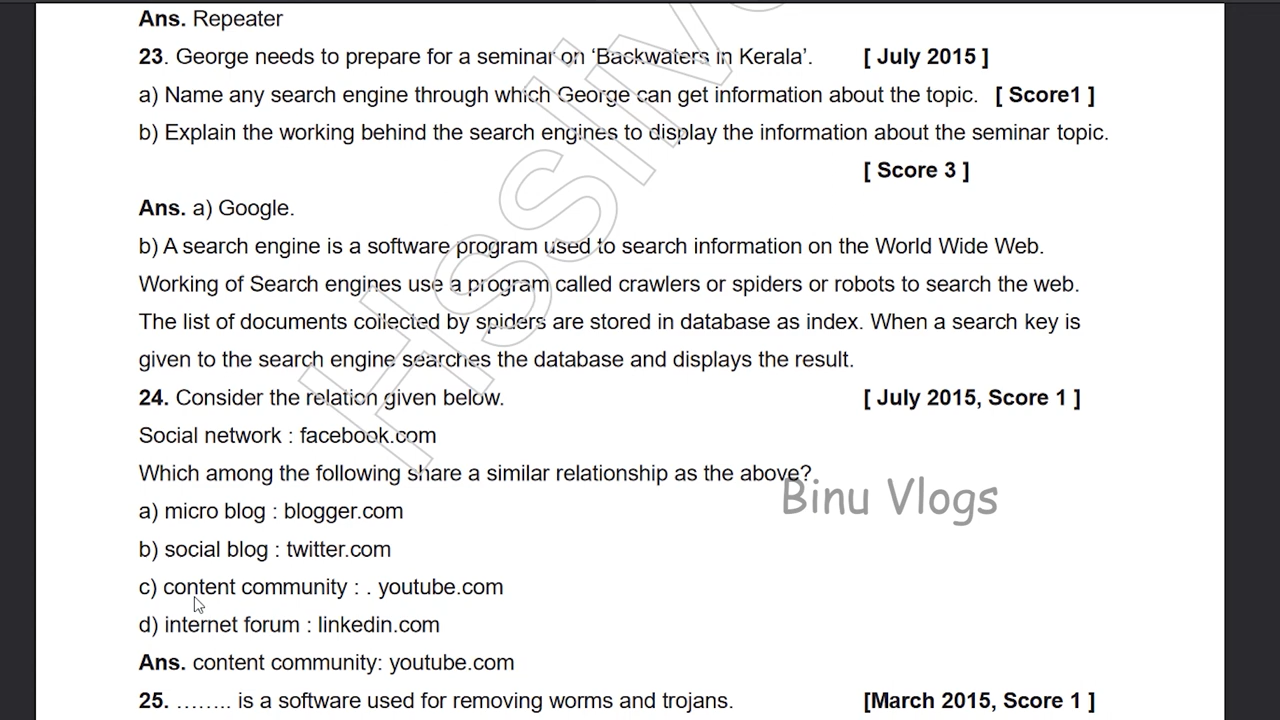 Ans. Repeater
23. George needs to prepare for a seminar on ‘Backwaters in Kerala’. [ July 2015 ]
a) Name any search engine through which George can get information about the topic. [ Score1 ]
b) Explain the working behind the search engines to display the information about the seminar topic.
[ Score 3 ]
Ans. a) Google.
b) A search engine is a software program used to search information on the World Wide Web.
Working of Search engines use a program called crawlers or spiders or robots to search the web.
The list of documents collected by spiders are stored in database as index. When a search key is
given to the search engine searches the database and displays the result.
24. Consider the relation given below. [ July 2015, Score 1 ]
Social network : facebook.com
Which among the following share a similar relationship as the above?
Binu Vlogs
a) micro blog : blogger.com
b) social blog : twitter.com
c) content community : . youtube.com
d) internet forum : linkedin.com
Ans. content community: youtube.com
25. …….. is a software used for removing worms and trojans. [March 2015, Score 1 ]
Hssliv